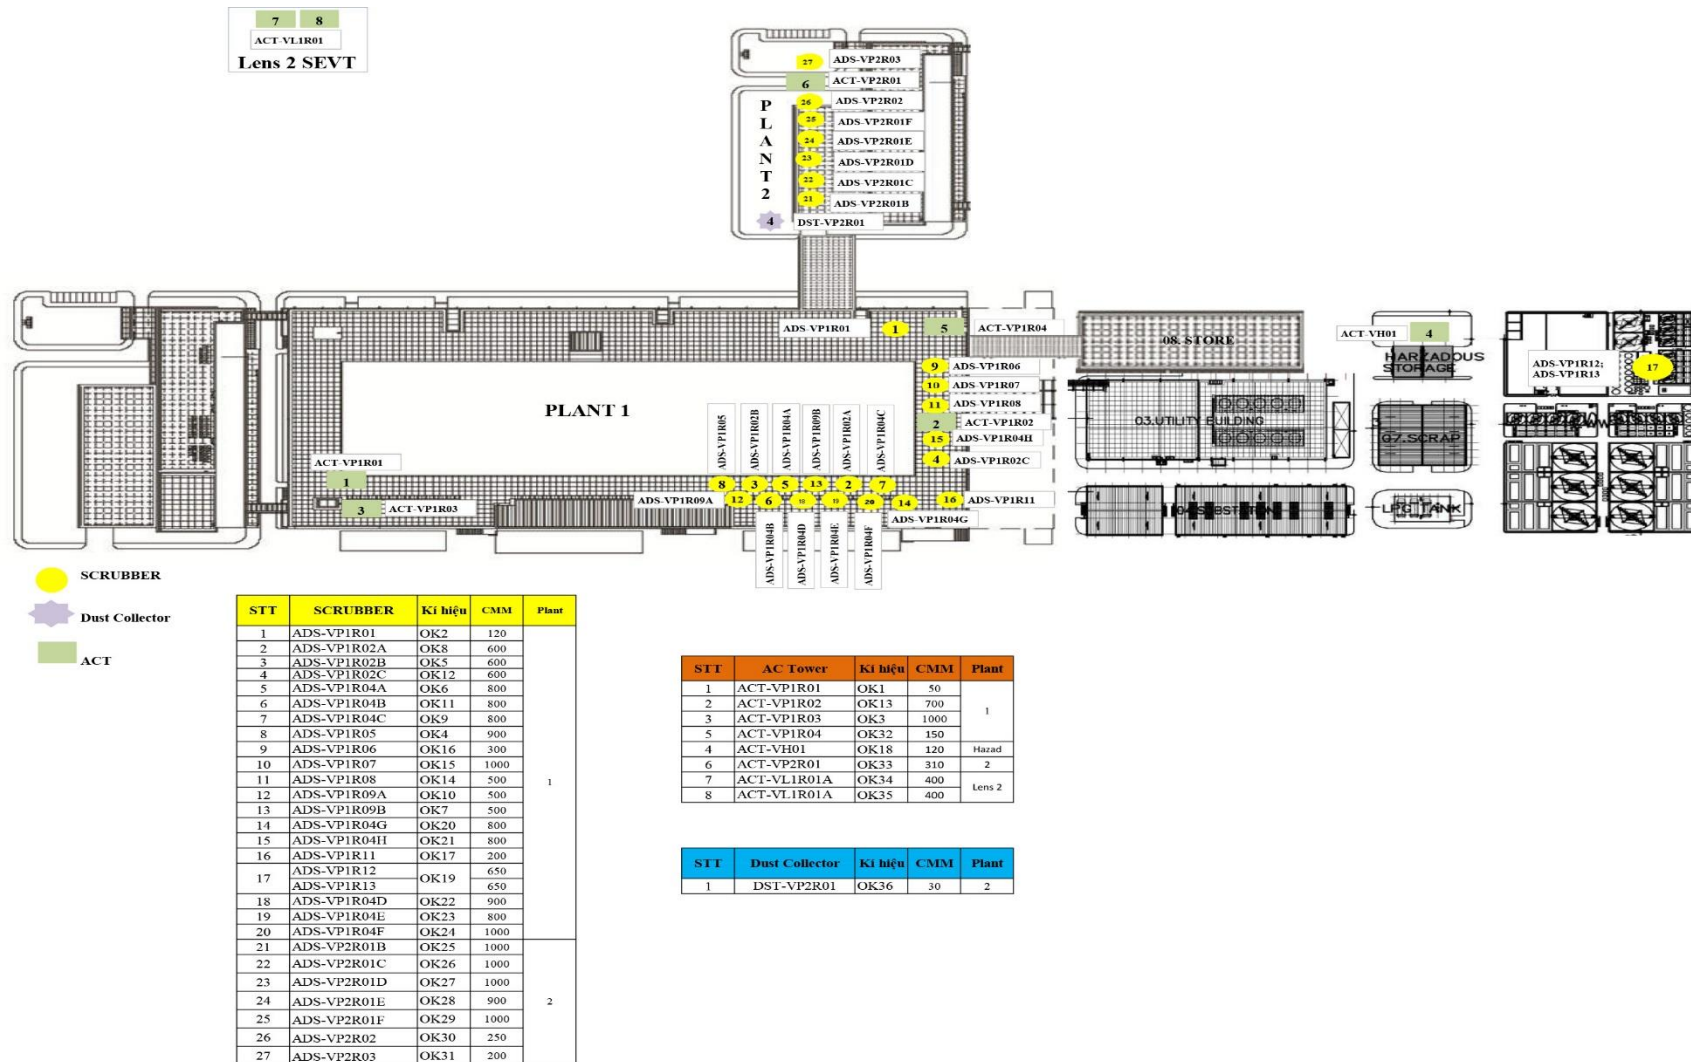 7 8
ACT-VL1R01
Lens 2 SEVT
27 ADS-VP2R03
6 ACT-VP2R01
26 ADS-VP2R02
25 ADS-VP2R01F
24 ADS-VP2R01E
23 ADS-VP2R01D
22 ADS-VP2R01C
21 ADS-VP2R01B
4 DST-VP2R01
PLANT2
ADS-VP1R01 1 5 ACT-VP1R04
08. STORE
ACT-VH01 4
HARZADOUS
STORAGE
ADS-VP1R12;
ADS-VP1R13
17
9 ADS-VP1R06
10 ADS-VP1R07
11 ADS-VP1R08
2 ACT-VP1R02
15 ADS-VP1R04H
4 ADS-VP1R02C
PLANT 1
03.UTILITY BUILDING
07.SCRAP
04.SUBSTATION
LPG TANK
ACT-VP1R01
1
3 ACT-VP1R03
ADS-VP1R05
ADS-VP1R02B
ADS-VP1R04A
ADS-VP1R09B
ADS-VP1R02A
ADS-VP1R04C
8 3 5 13 2 7
ADS-VP1R09A 12 6 18 19 20 14 16 ADS-VP1R11
ADS-VP1R04G
ADS-VP1R04B
ADS-VP1R04D
ADS-VP1R04E
ADS-VP1R04F
SCRUBBER
Dust Collector
ACT
STT SCRUBBER Kí hiệu CMM Plant
1 ADS-VP1R01 OK2 120
2 ADS-VP1R02A OK8 600
3 ADS-VP1R02B OK5 600
4 ADS-VP1R02C OK12 600
5 ADS-VP1R04A OK6 800
6 ADS-VP1R04B OK11 800
7 ADS-VP1R04C OK9 800
8 ADS-VP1R05 OK4 900
9 ADS-VP1R06 OK16 300
10 ADS-VP1R07 OK15 1000
11 ADS-VP1R08 OK14 500 1
12 ADS-VP1R09A OK10 500
13 ADS-VP1R09B OK7 500
14 ADS-VP1R04G OK20 800
15 ADS-VP1R04H OK21 800
16 ADS-VP1R11 OK17 200
17 ADS-VP1R12 OK19 650
ADS-VP1R13 650
18 ADS-VP1R04D OK22 900
19 ADS-VP1R04E OK23 800
20 ADS-VP1R04F OK24 1000
21 ADS-VP2R01B OK25 1000
22 ADS-VP2R01C OK26 1000
23 ADS-VP2R01D OK27 1000
24 ADS-VP2R01E OK28 900 2
25 ADS-VP2R01F OK29 1000
26 ADS-VP2R02 OK30 250
27 ADS-VP2R03 OK31 200
STT AC Tower Kí hiệu CMM Plant
1 ACT-VP1R01 OK1 50
2 ACT-VP1R02 OK13 700 1
3 ACT-VP1R03 OK3 1000
5 ACT-VP1R04 OK32 150
4 ACT-VH01 OK18 120 Hazad
6 ACT-VP2R01 OK33 310 2
7 ACT-VL1R01A OK34 400 Lens 2
8 ACT-VL1R01A OK35 400
STT Dust Collector Kí hiệu CMM Plant
1 DST-VP2R01 OK36 30 2